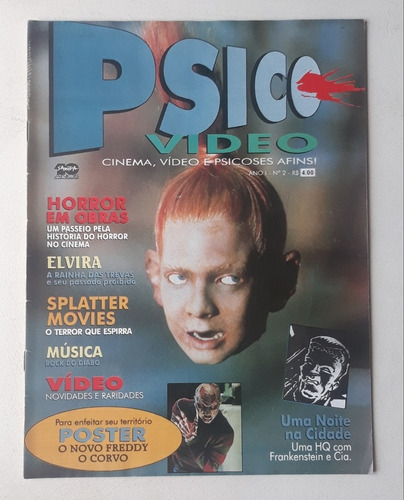 PSICO
VIDEO
CINEMA, VÍDEO E PSICOSES AFINS!
ANO I - Nº 2 - R$ 4,00
HORROR
EM OBRAS
UM PASSEIO PELA
HISTÓRIA DO HORROR
NO CINEMA
ELVIRA
A RAINHA DAS TREVAS
e seu passado proibido
SPLATTER
MOVIES
O TERROR QUE ESPIRRA
MÚSICA
ROCK DO DIABO
VÍDEO
NOVIDADES E RARIDADES
Para enfeitar seu território
POSTER
O NOVO FREDDY
O CORVO
Uma Noite
na Cidade
Uma HQ com
Frankenstein e Cia.